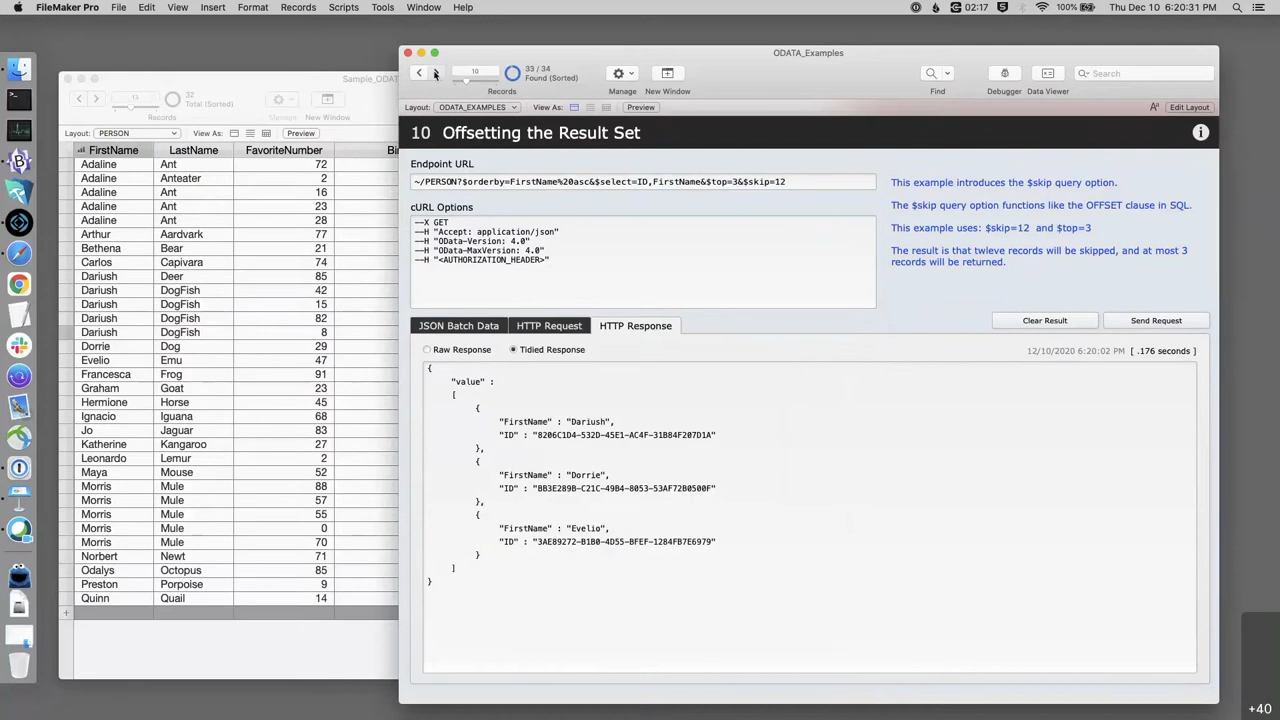 FileMaker Pro File Edit View Insert Format Records Scripts Tools Window Help 02:17 100% Thu Dec 10 6:20:31 PM
ODATA_Examples
10
33 / 34
Found (Sorted)
Records
Manage
New Window
Find
Debugger
Data Viewer
Search
Layout: ODATA_EXAMPLES View As: Preview
Edit Layout
Sample_ODAT
13
32
Total (Sorted)
Records
Manage
New Window
Layout: PERSON View As: Preview
FirstName LastName FavoriteNumber Bir
Adaline Ant 72
Adaline Anteater 2
Adaline Ant 16
Adaline Ant 23
Adaline Ant 28
Arthur Aardvark 77
Bethena Bear 21
Carlos Capivara 74
Dariush Deer 85
Dariush DogFish 42
Dariush DogFish 15
Dariush DogFish 82
Dariush DogFish 8
Dorrie Dog 29
Evelio Emu 47
Francesca Frog 91
Graham Goat 23
Hermione Horse 45
Ignacio Iguana 68
Jo Jaguar 83
Katherine Kangaroo 27
Leonardo Lemur 2
Maya Mouse 52
Morris Mule 88
Morris Mule 57
Morris Mule 55
Morris Mule 0
Morris Mule 70
Norbert Newt 71
Odalys Octopus 85
Preston Porpoise 9
Quinn Quail 14
10 Offsetting the Result Set
Endpoint URL
~/PERSON?$orderby=FirstName%20asc&$select=ID,FirstName&$top=3&$skip=12
cURL Options
--X GET
--H "Accept: application/json"
--H "OData-Version: 4.0"
--H "OData-MaxVersion: 4.0"
--H "<AUTHORIZATION_HEADER>"
This example introduces the $skip query option.
The $skip query option functions like the OFFSET clause in SQL.
This example uses: $skip=12 and $top=3
The result is that twleve records will be skipped, and at most 3
records will be returned.
JSON Batch Data HTTP Request HTTP Response
Clear Result Send Request
Raw Response Tidied Response
12/10/2020 6:20:02 PM [ .176 seconds ]
{
"value" :
[
{
"FirstName" : "Dariush",
"ID" : "8206C1D4-532D-45E1-AC4F-31B84F207D1A"
},
{
"FirstName" : "Dorrie",
"ID" : "BB3E289B-C21C-49B4-8053-53AF72B0500F"
},
{
"FirstName" : "Evelio",
"ID" : "3AE89272-B1B0-4D55-BFEF-1284FB7E6979"
}
]
}
+40